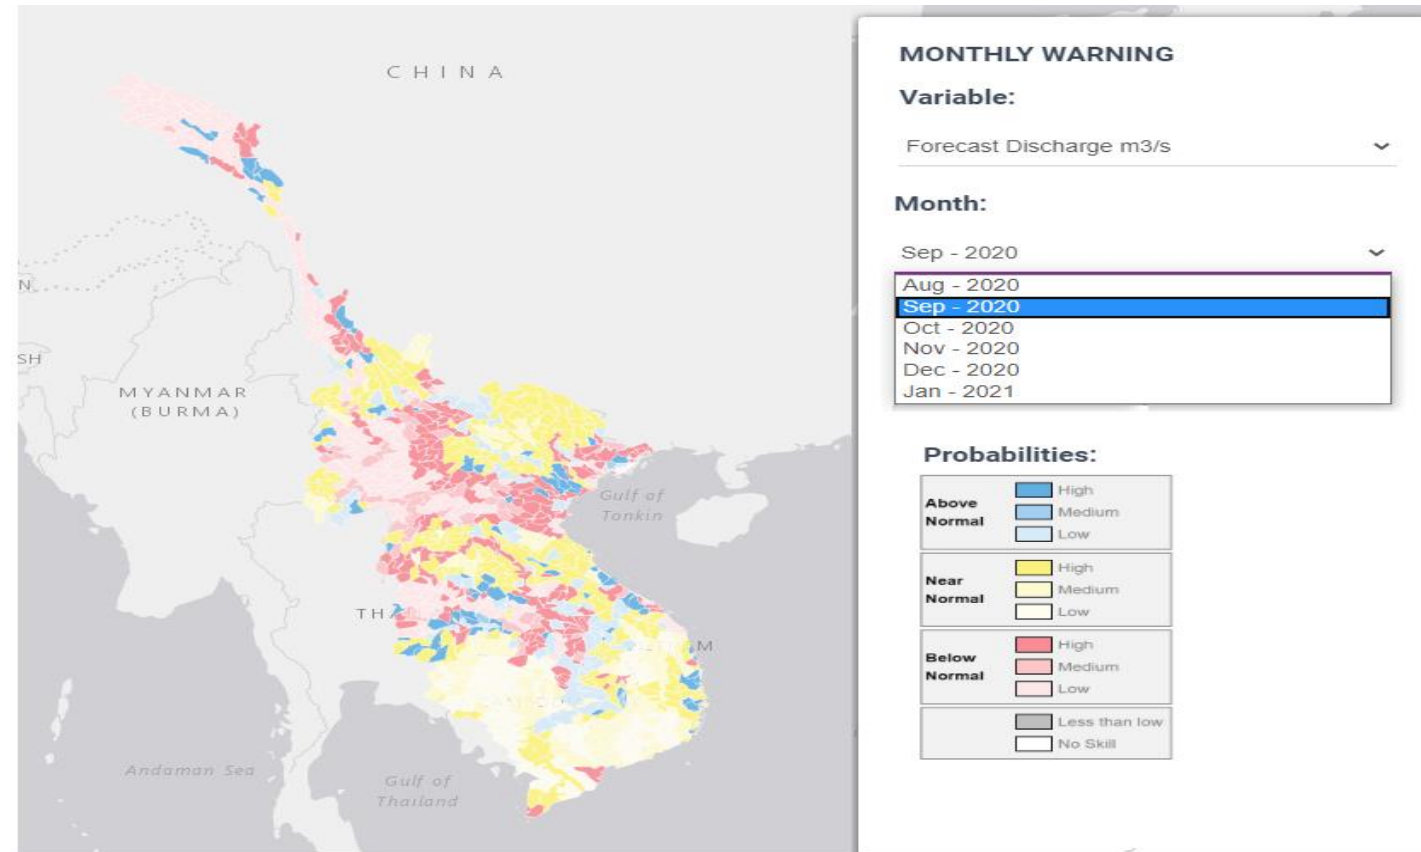 CHINA
N
SH
MYANMAR
(BURMA)
Gulf of
Tonkin
TH
M
Andaman Sea
Gulf of
Thailand
MONTHLY WARNING
Variable:
Forecast Discharge m3/s
Month:
Sep - 2020
Aug - 2020
Sep - 2020
Oct - 2020
Nov - 2020
Dec - 2020
Jan - 2021
Probabilities:
Above
Normal
High
Medium
Low
Near
Normal
High
Medium
Low
Below
Normal
High
Medium
Low
Less than low
No Skill